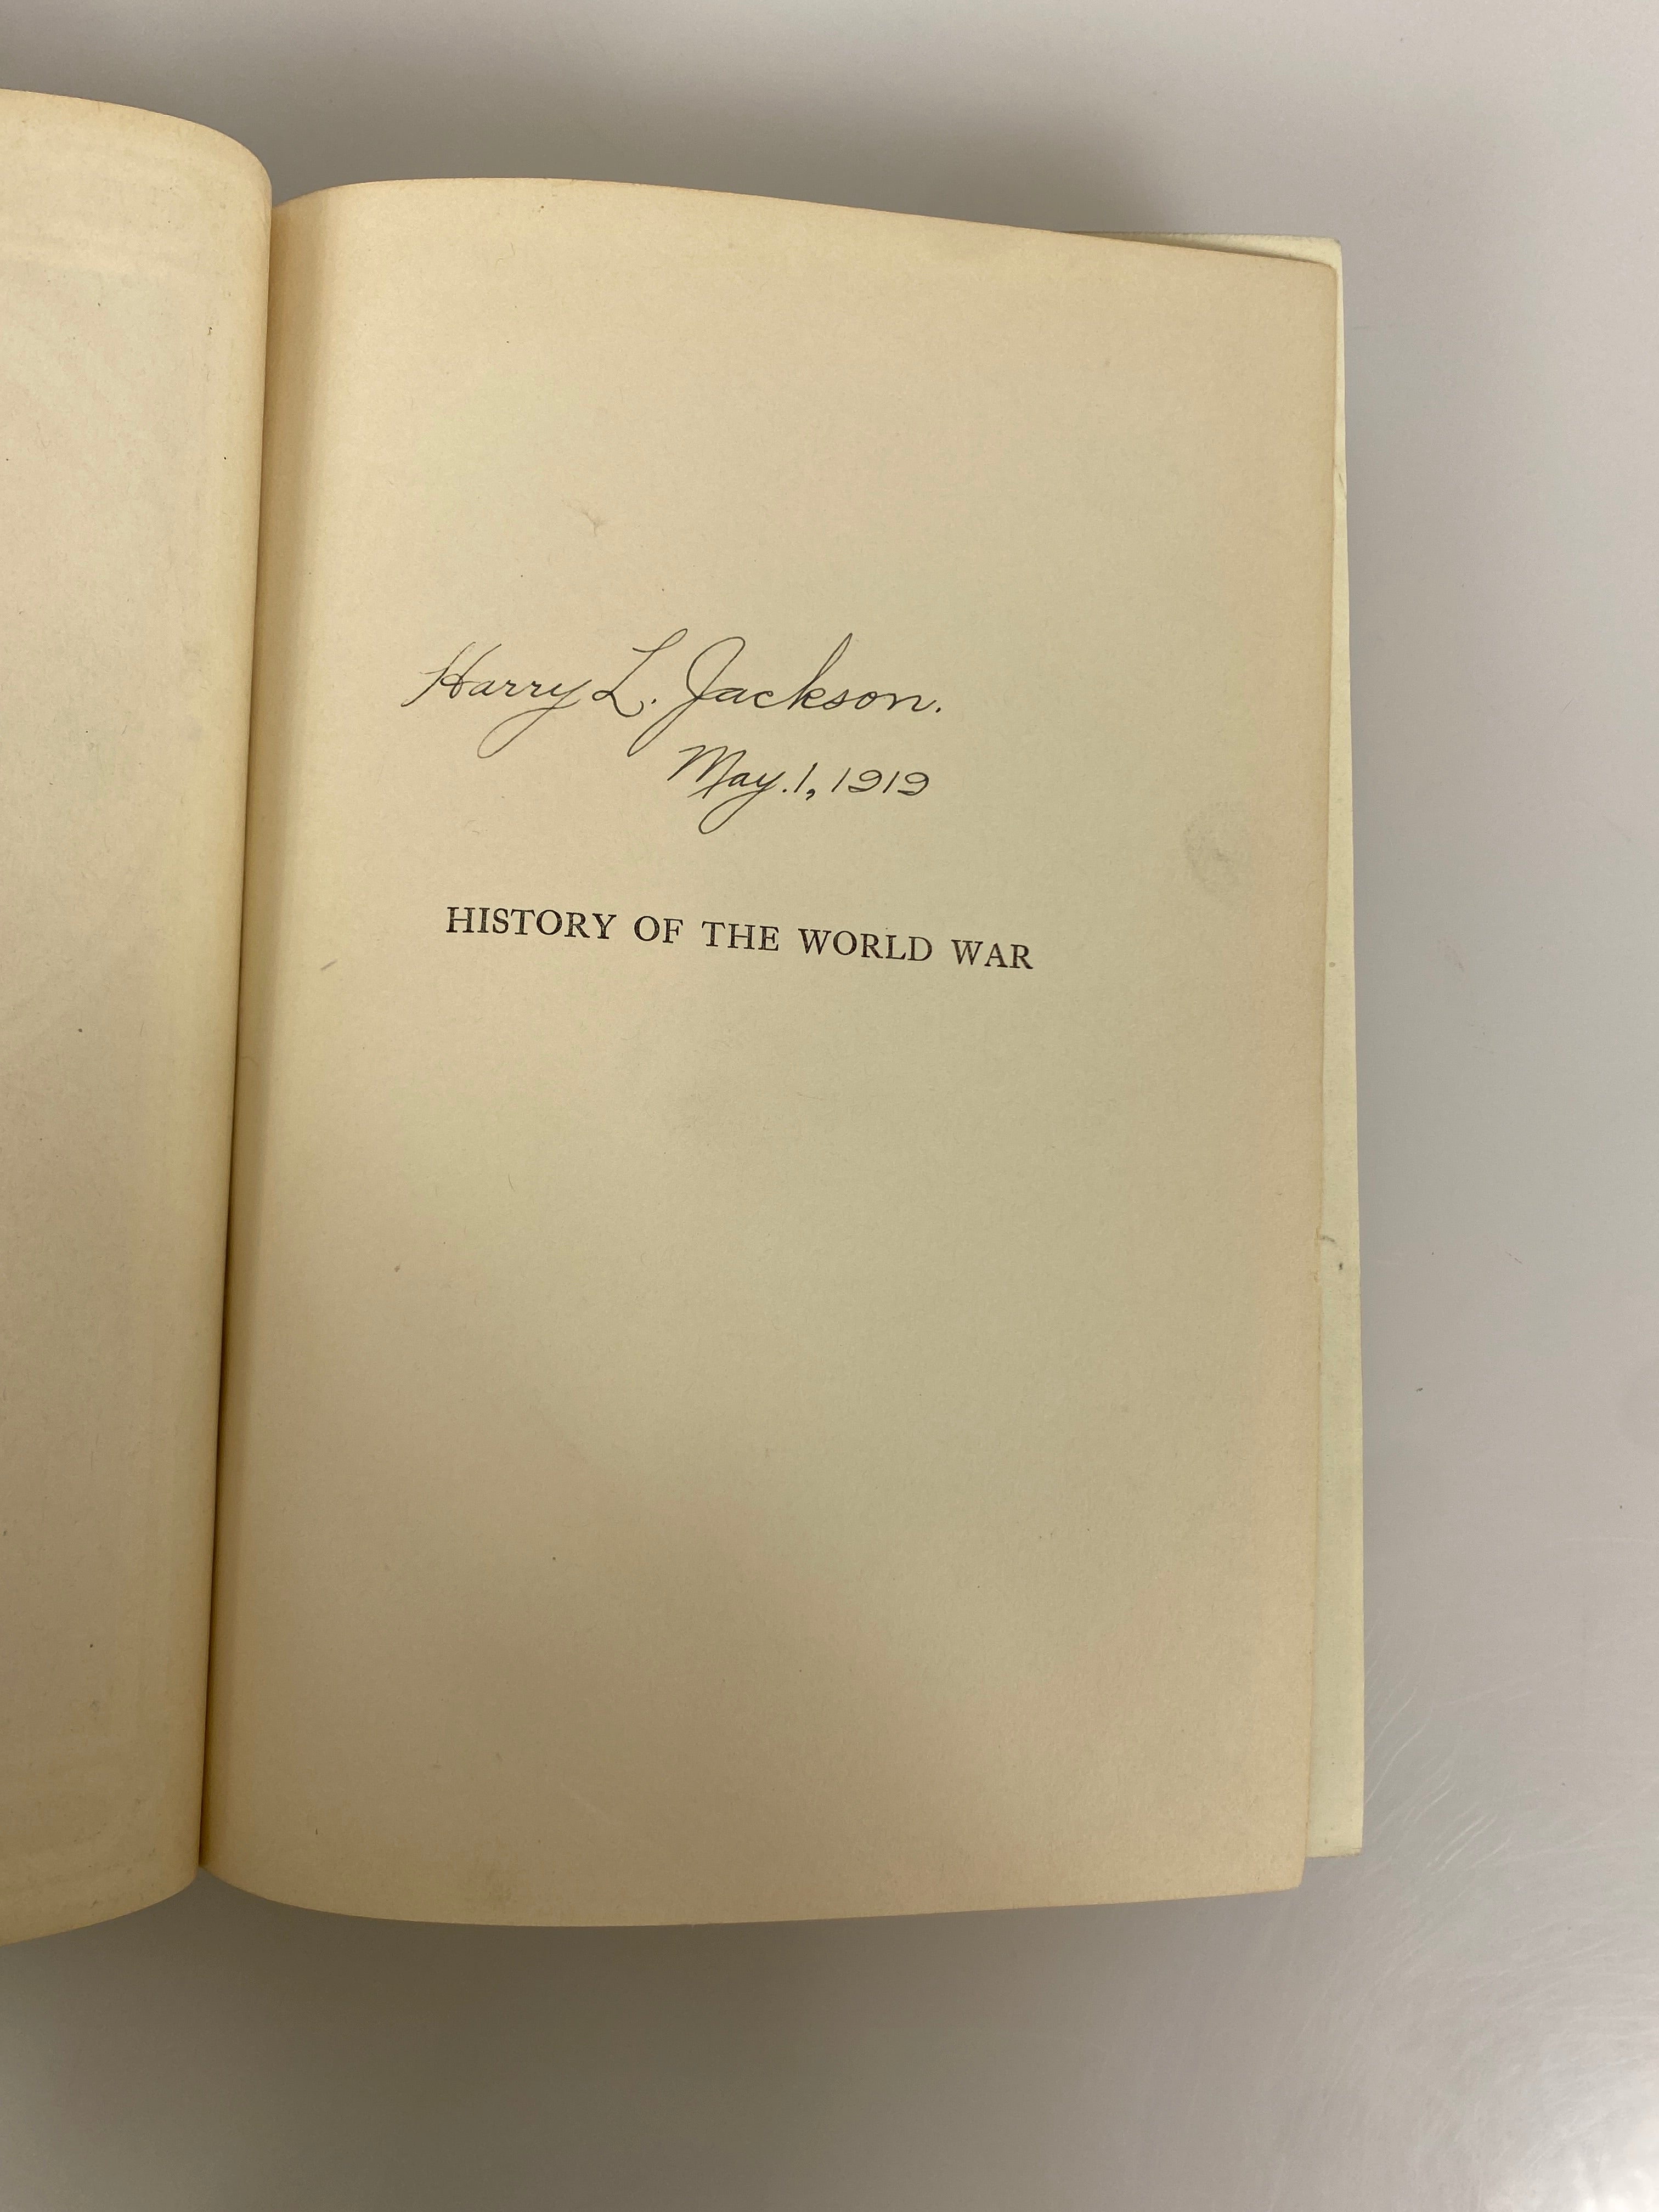 Harry L. Jackson.
May. 1, 1919
HISTORY OF THE WORLD WAR